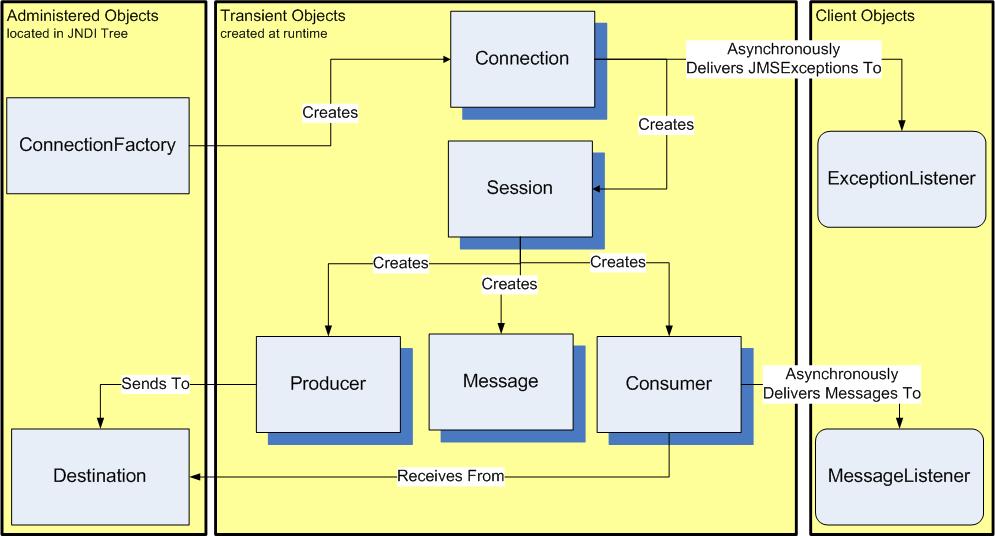 Administered Objects
located in JNDI Tree
Transient Objects
created at runtime
Client Objects
Connection
Asynchronously
Delivers JMSExceptions To
Creates
Creates
ConnectionFactory
ExceptionListener
Session
Creates
Creates
Creates
Producer
Message
Consumer
Sends To
Asynchronously
Delivers Messages To
Destination
Receives From
MessageListener